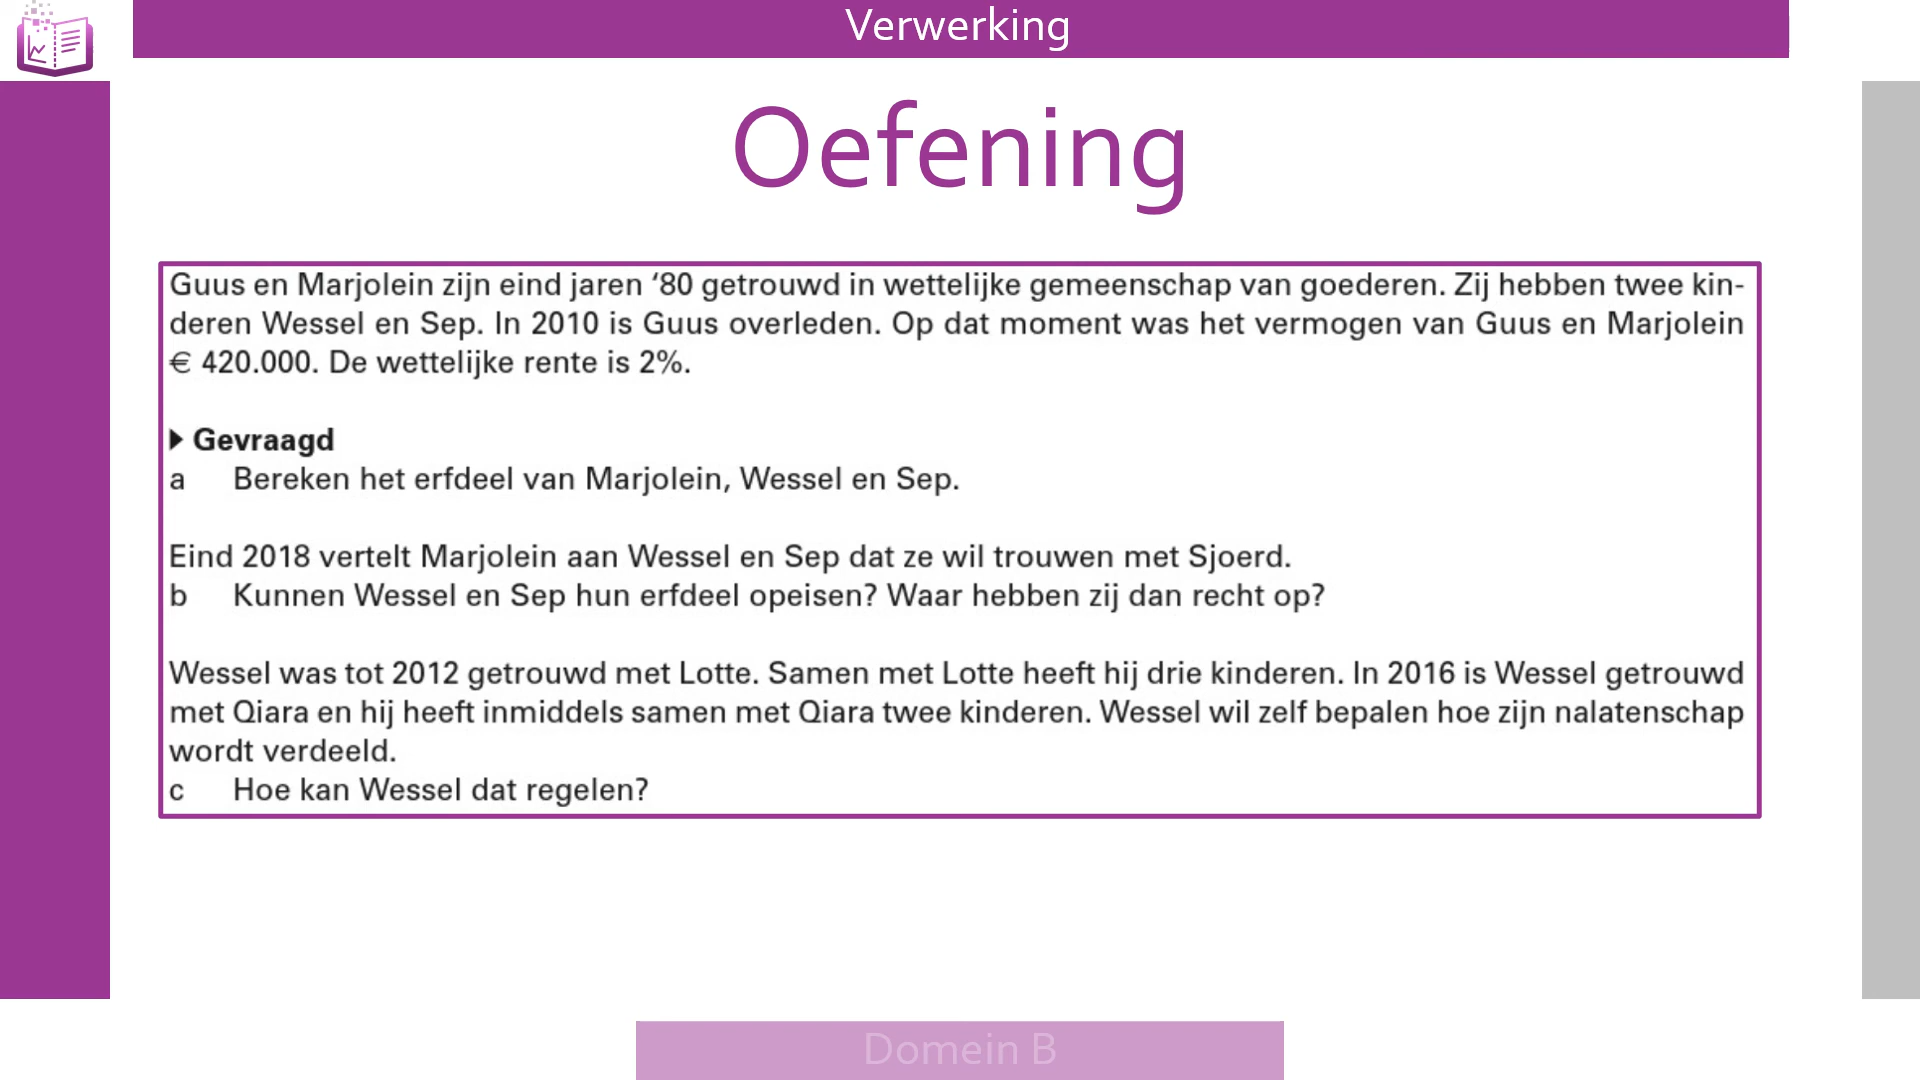 Verwerking
Oefening
Guus en Marjolein zijn eind jaren ‘80 getrouwd in wettelijke gemeenschap van goederen. Zij hebben twee kin-
deren Wessel en Sep. In 2010 is Guus overleden. Op dat moment was het vermogen van Guus en Marjolein
€ 420.000. De wettelijke rente is 2%.
Gevraagd
a Bereken het erfdeel van Marjolein, Wessel en Sep.
Eind 2018 vertelt Marjolein aan Wessel en Sep dat ze wil trouwen met Sjoerd.
b Kunnen Wessel en Sep hun erfdeel opeisen? Waar hebben zij dan recht op?
Wessel was tot 2012 getrouwd met Lotte. Samen met Lotte heeft hij drie kinderen. In 2016 is Wessel getrouwd
met Qiara en hij heeft inmiddels samen met Qiara twee kinderen. Wessel wil zelf bepalen hoe zijn nalatenschap
wordt verdeeld.
c Hoe kan Wessel dat regelen?
Domein B